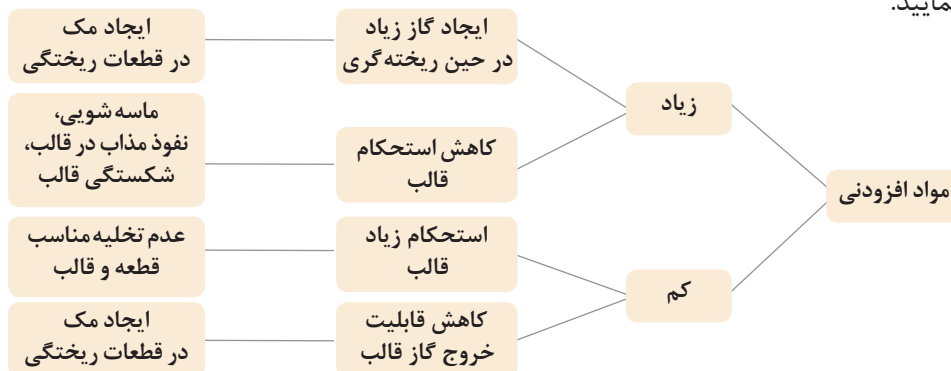 نمایید.
مواد افزودنی
زیاد
ایجاد گاز زیاد
در حین ریخته‌گری
ایجاد مک
در قطعات ریختگی
کاهش استحکام
قالب
ماسه‌شویی،
نفوذ مذاب در قالب،
شکستگی قالب
کم
استحکام زیاد
قالب
عدم تخلیه مناسب
قطعه و قالب
کاهش قابلیت
خروج گاز قالب
ایجاد مک
در قطعات ریختگی